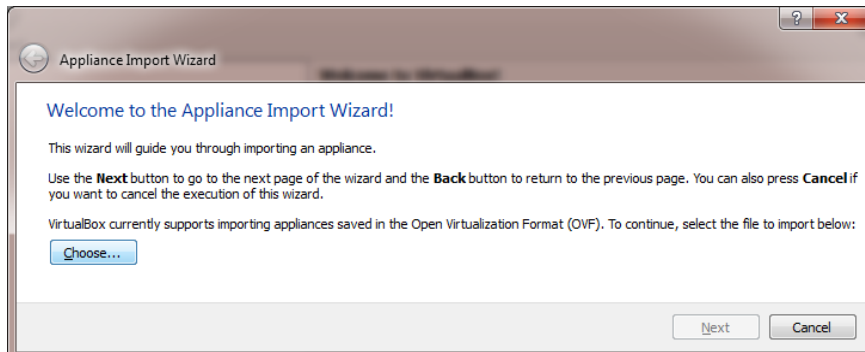 ?
X
Appliance Import Wizard
Welcome to VirtualBox!
Welcome to the Appliance Import Wizard!
This wizard will guide you through importing an appliance.
Use the Next button to go to the next page of the wizard and the Back button to return to the previous page. You can also press Cancel if
you want to cancel the execution of this wizard.
VirtualBox currently supports importing appliances saved in the Open Virtualization Format (OVF). To continue, select the file to import below:
Choose...
Next
Cancel